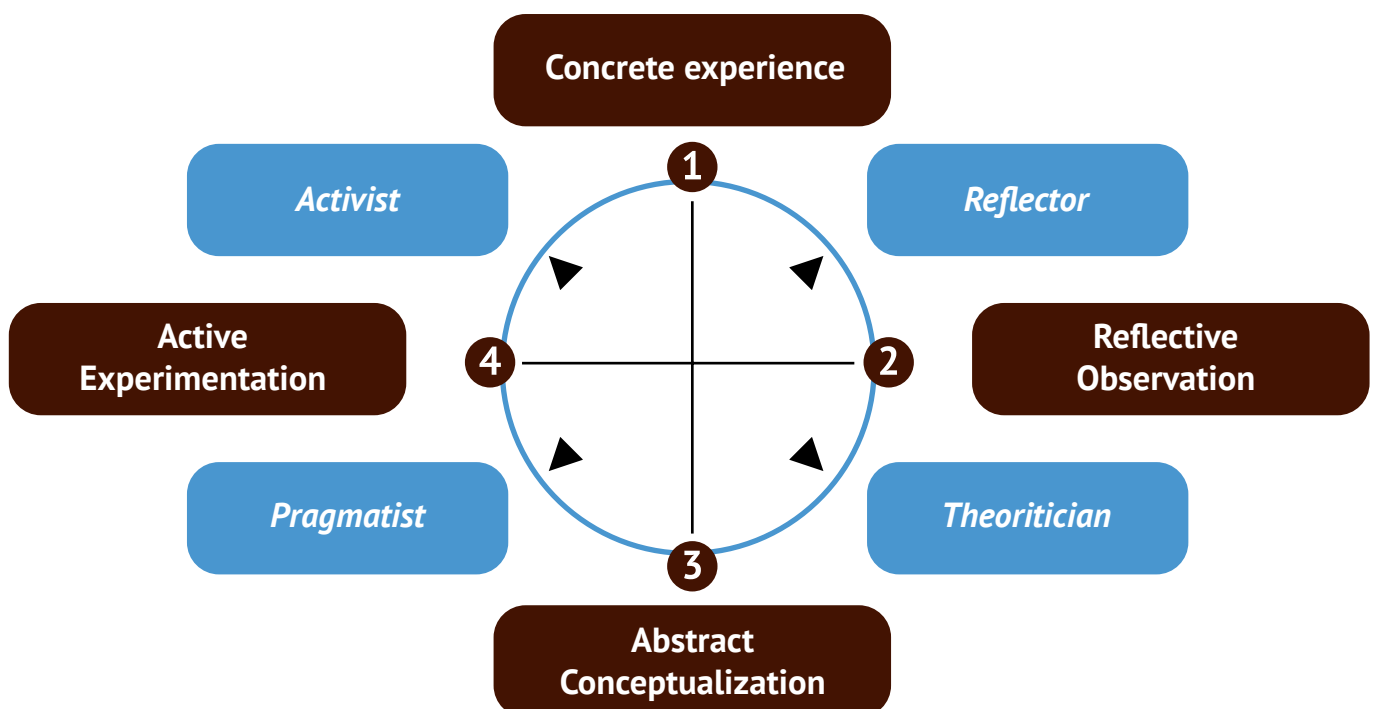 Concrete experience
1
Activist
Reflector
Active
Experimentation
4
2
Reflective
Observation
Pragmatist
Theoritician
3
Abstract
Conceptualization